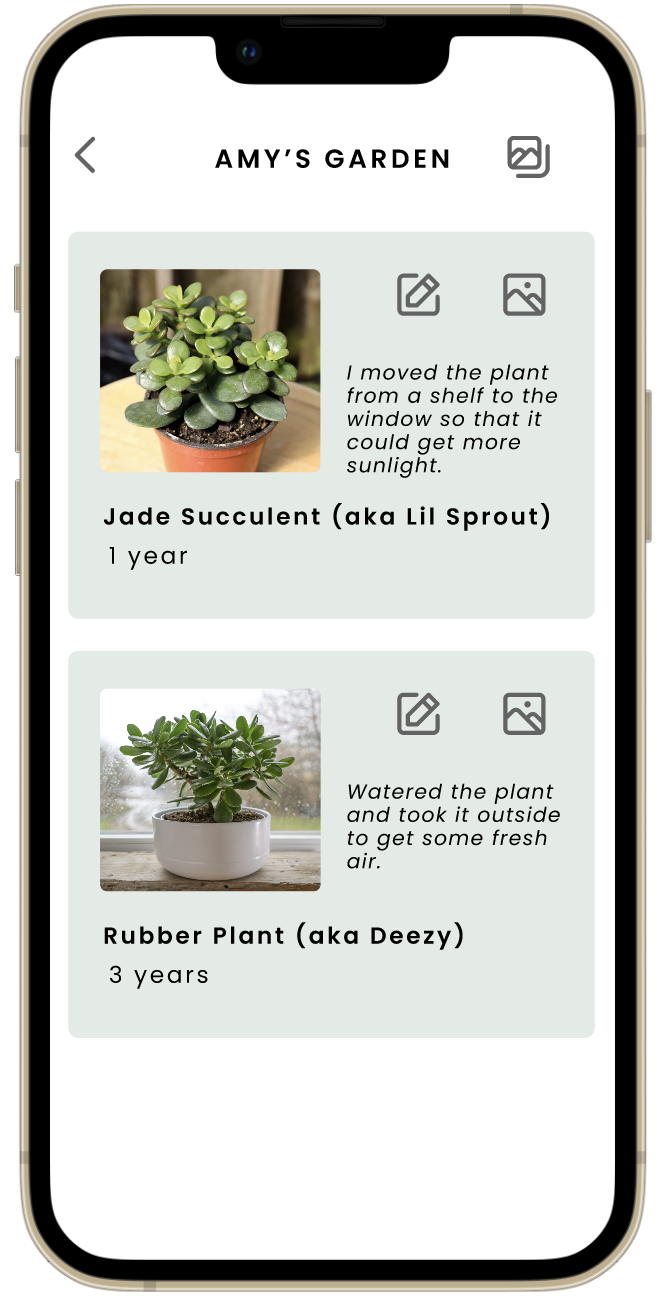 AMY’S GARDEN
I moved the plant
from a shelf to the
window so that it
could get more
sunlight.
Jade Succulent (aka Lil Sprout)
1 year
Watered the plant
and took it outside
to get some fresh
air.
Rubber Plant (aka Deezy)
3 years